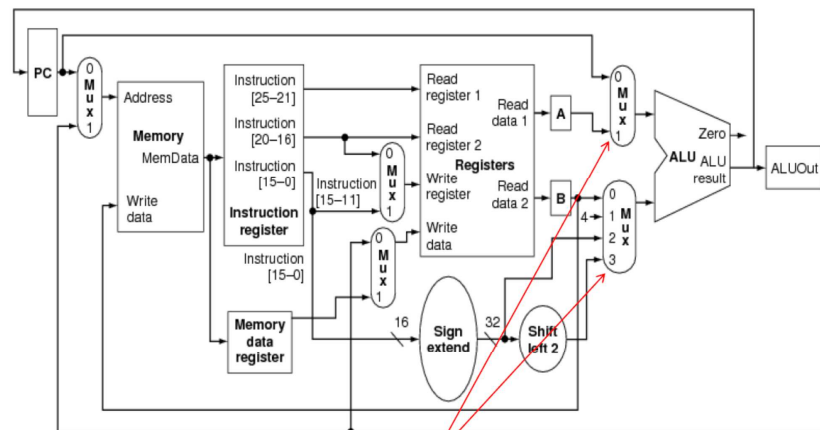 PC
0
M
u
x
1
Address
Memory
MemData
Write
data
Instruction
[25–21]
Instruction
[20–16]
Instruction
[15–0]
Instruction
register
Instruction
[15–11]
Instruction
[15–0]
Memory
data
register
0
M
u
x
1
0
M
u
x
1
Read
register 1
Read
register 2
Write
register
Write
data
Registers
Read
data 1
Read
data 2
16
Sign
extend
32
Shift
left 2
A
B
4
0
M
u
x
1
0
1
2
3
M
u
x
Zero
ALU
ALU
result
ALUOut